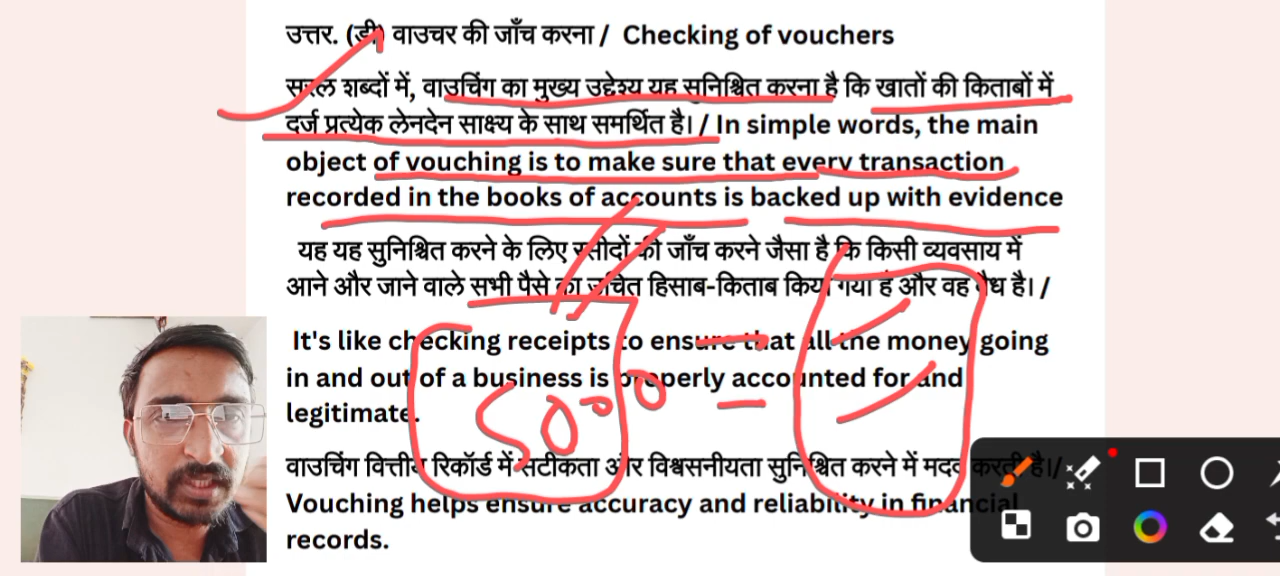 उत्तर. (डी) वाउचर की जाँच करना / Checking of vouchers
सरल शब्दों में, वाउचिंग का मुख्य उद्देश्य यह सुनिश्चित करना है कि खातों की किताबों में
दर्ज प्रत्येक लेनदेन साक्ष्य के साथ समर्थित है। / In simple words, the main
object of vouching is to make sure that every transaction
recorded in the books of accounts is backed up with evidence
यह यह सुनिश्चित करने के लिए रसीदों की जाँच करने जैसा है कि किसी व्यवसाय में
आने और जाने वाले सभी पैसे का उचित हिसाब-किताब किया गया है और वह वैध है। /
It's like checking receipts to ensure that all the money going
in and out of a business is properly accounted for and
legitimate.
वाउचिंग वित्तीय रिकॉर्ड में सटीकता और विश्वसनीयता सुनिश्चित करने में मदद करती है। /
Vouching helps ensure accuracy and reliability in financial
records.